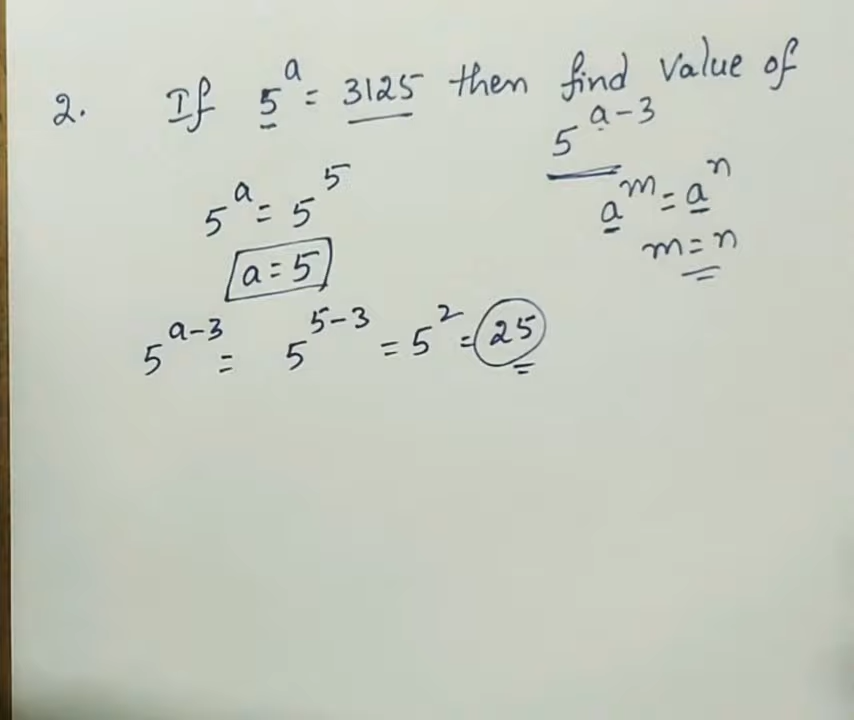 2. If 5^a = 3125 then find value of
5^(a-3)
5^a = 5^5
a^m = a^n
a = 5
m = n
5^(a-3) = 5^(5-3) = 5^2 = 25